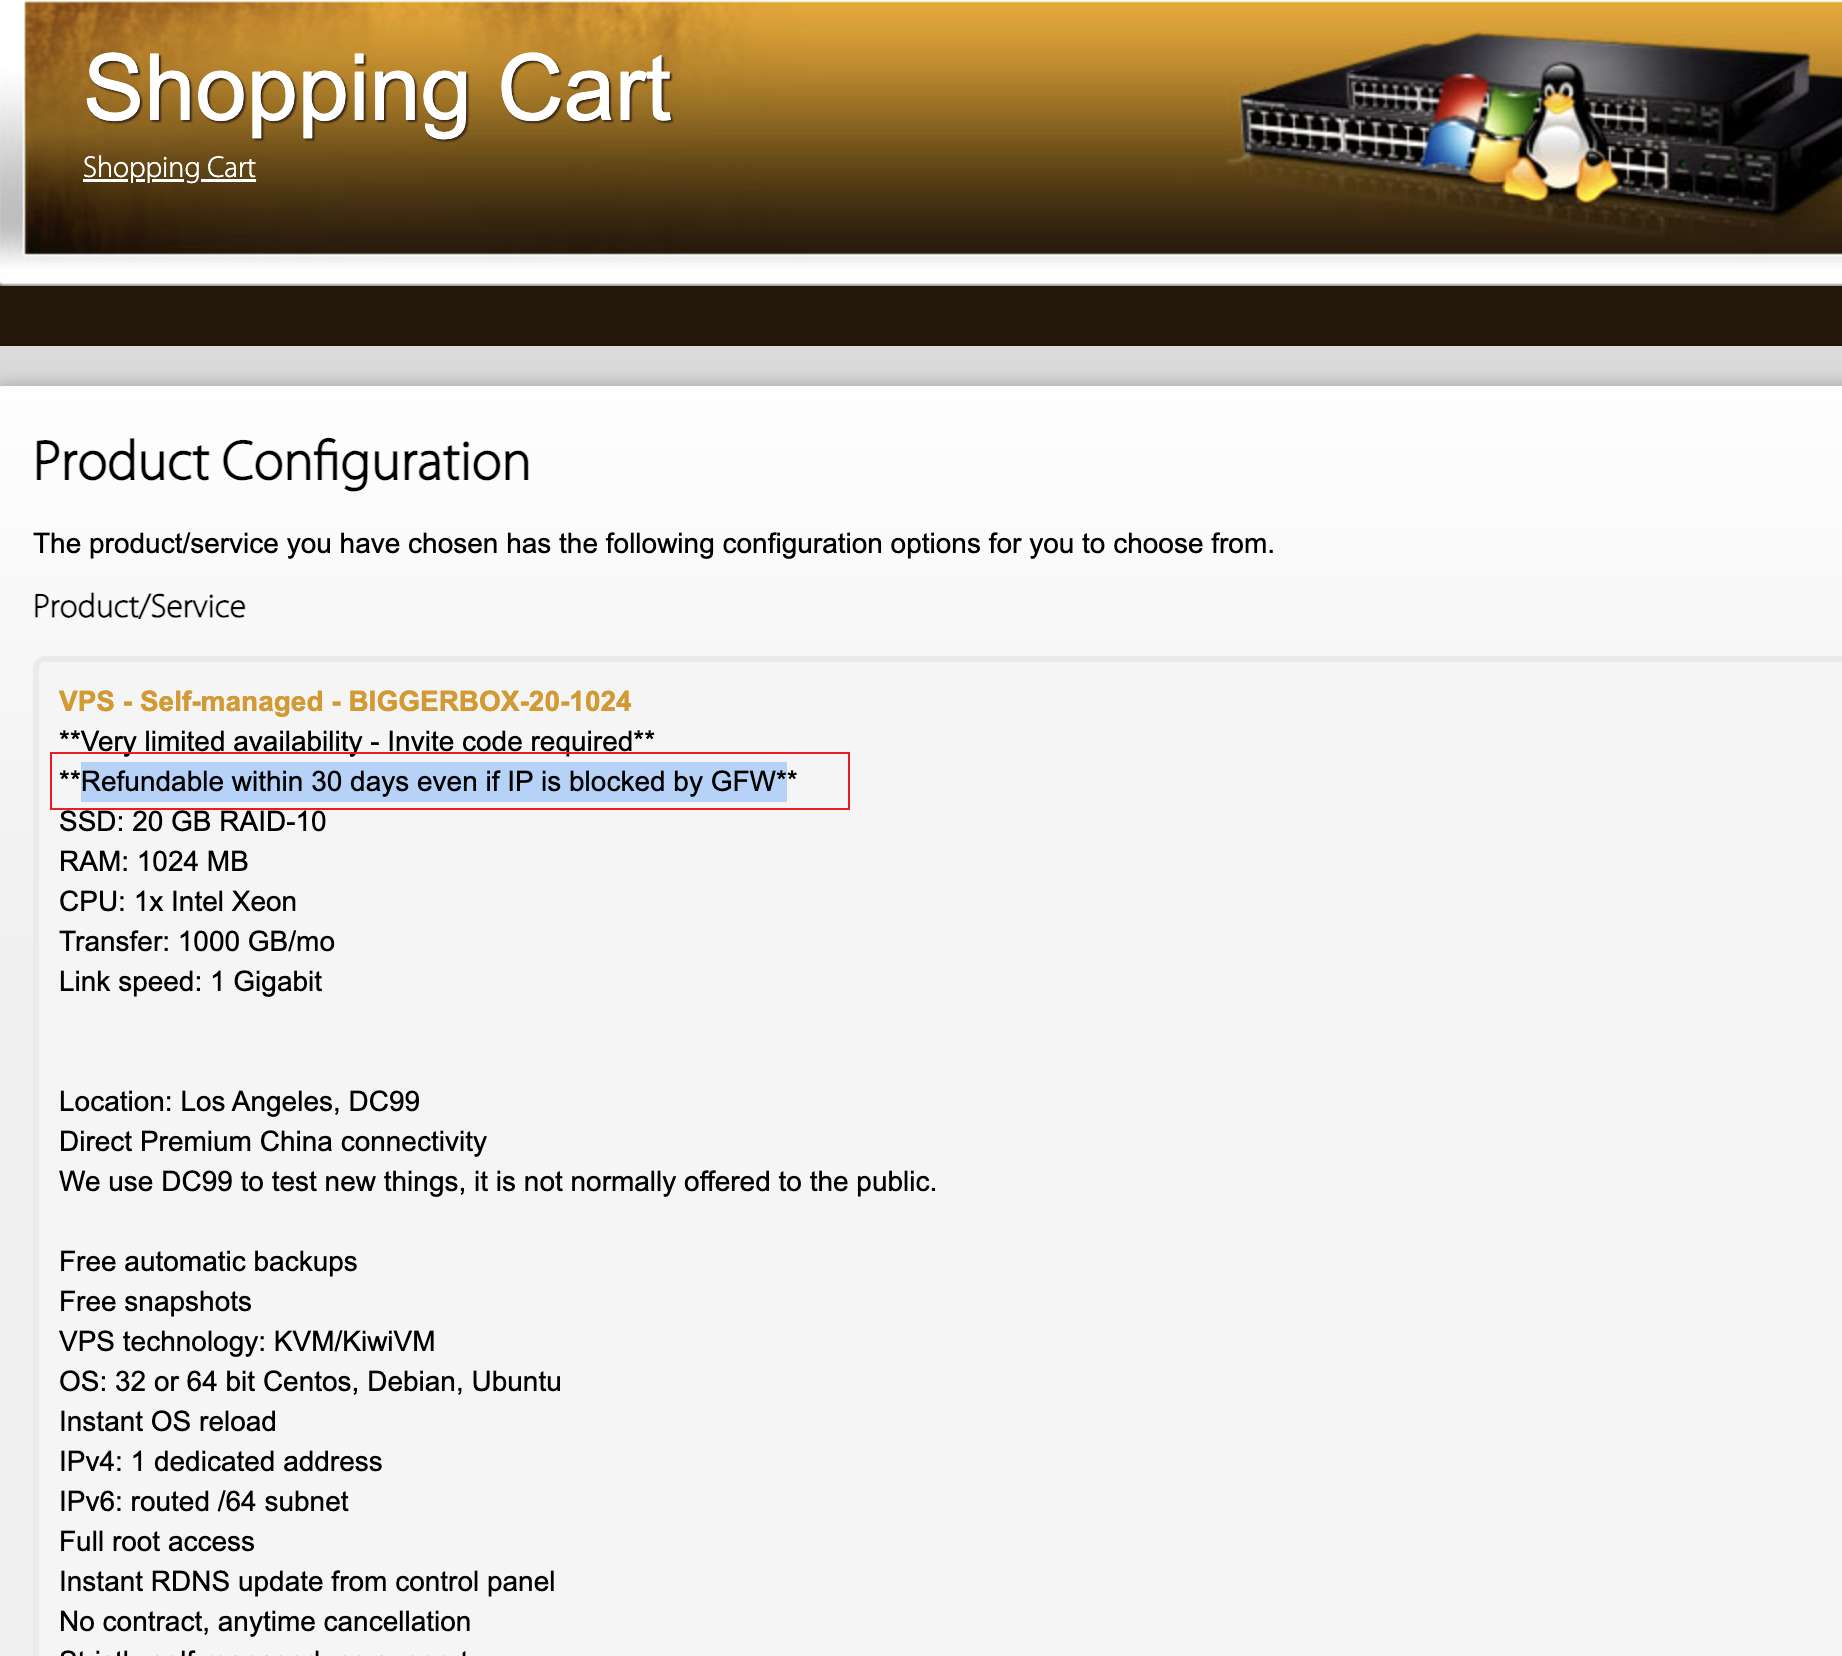 Shopping Cart
Shopping Cart
Product Configuration
The product/service you have chosen has the following configuration options for you to choose from.
Product/Service
VPS - Self-managed - BIGGERBOX-20-1024
**Very limited availability - Invite code required**
**Refundable within 30 days even if IP is blocked by GFW**
SSD: 20 GB RAID-10
RAM: 1024 MB
CPU: 1x Intel Xeon
Transfer: 1000 GB/mo
Link speed: 1 Gigabit
Location: Los Angeles, DC99
Direct Premium China connectivity
We use DC99 to test new things, it is not normally offered to the public.
Free automatic backups
Free snapshots
VPS technology: KVM/KiwiVM
OS: 32 or 64 bit Centos, Debian, Ubuntu
Instant OS reload
IPv4: 1 dedicated address
IPv6: routed /64 subnet
Full root access
Instant RDNS update from control panel
No contract, anytime cancellation